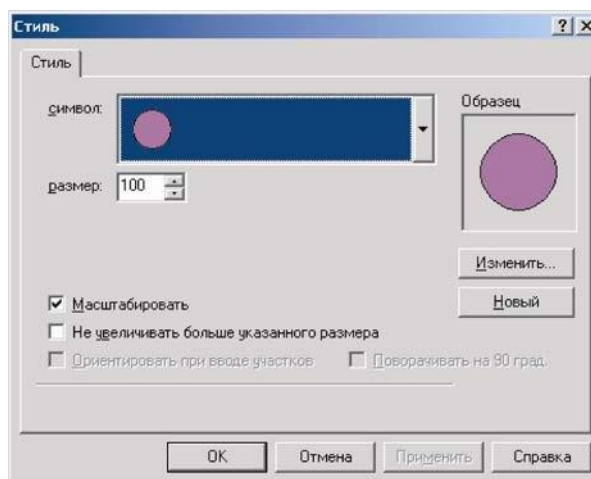 Стиль
Стиль
символ:
Образец
размер: 100
Изменить...
Новый
Масштабировать
Не увеличивать больше указанного размера
Ориентировать при вводе участков Поворачивать на 90 град.
OK Отмена Применить Справка